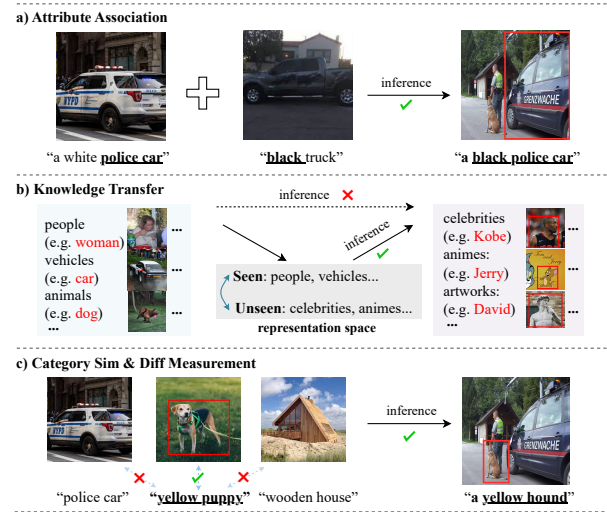 a) Attribute Association
NYPD
GRENZWACHE
inference
"a white police car"
"black truck"
"a black police car"
b) Knowledge Transfer
inference
people
(e.g. woman)
vehicles
(e.g. car)
animals
(e.g. dog)
...
...
...
...
inference
Seen: people, vehicles...
Unseen: celebrities, animes...
representation space
celebrities
(e.g. Kobe)
animes:
(e.g. Jerry)
artworks:
(e.g. David)
...
...
...
...
c) Category Sim & Diff Measurement
NYPD
GRENZWACHE
inference
"police car"
"yellow puppy"
"wooden house"
"a yellow hound"